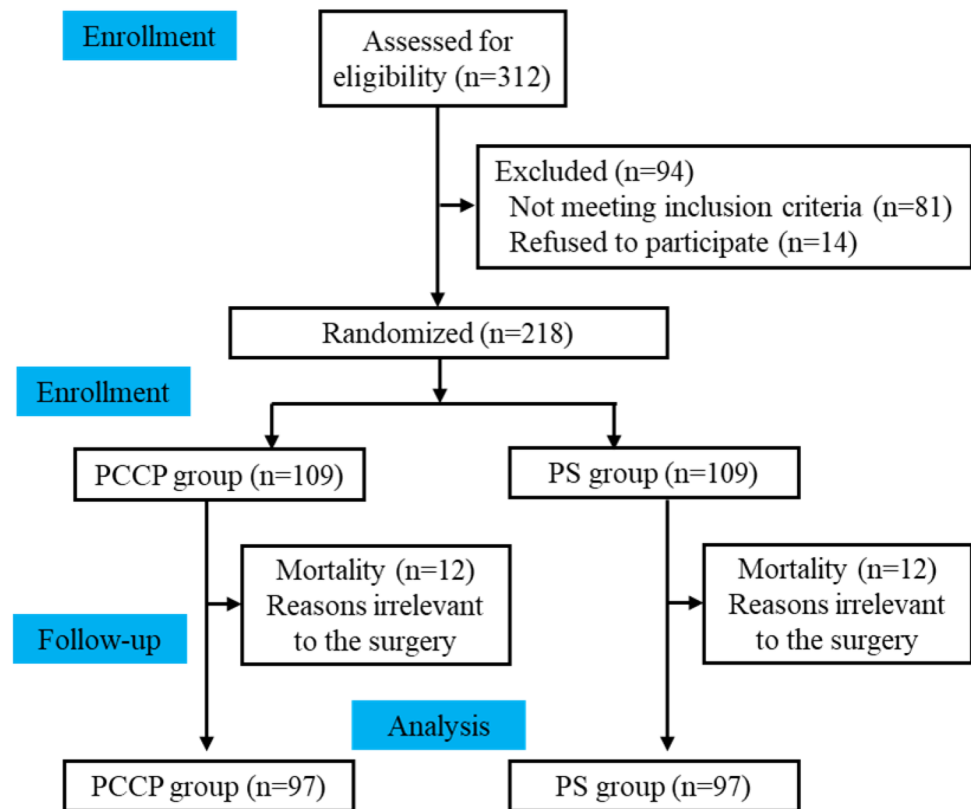 Enrollment
Assessed for
eligibility (n=312)
Excluded (n=94)
Not meeting inclusion criteria (n=81)
Refused to participate (n=14)
Randomized (n=218)
Enrollment
PCCP group (n=109)
PS group (n=109)
Mortality (n=12)
Reasons irrelevant
to the surgery
Mortality (n=12)
Reasons irrelevant
to the surgery
Follow-up
Analysis
PCCP group (n=97)
PS group (n=97)